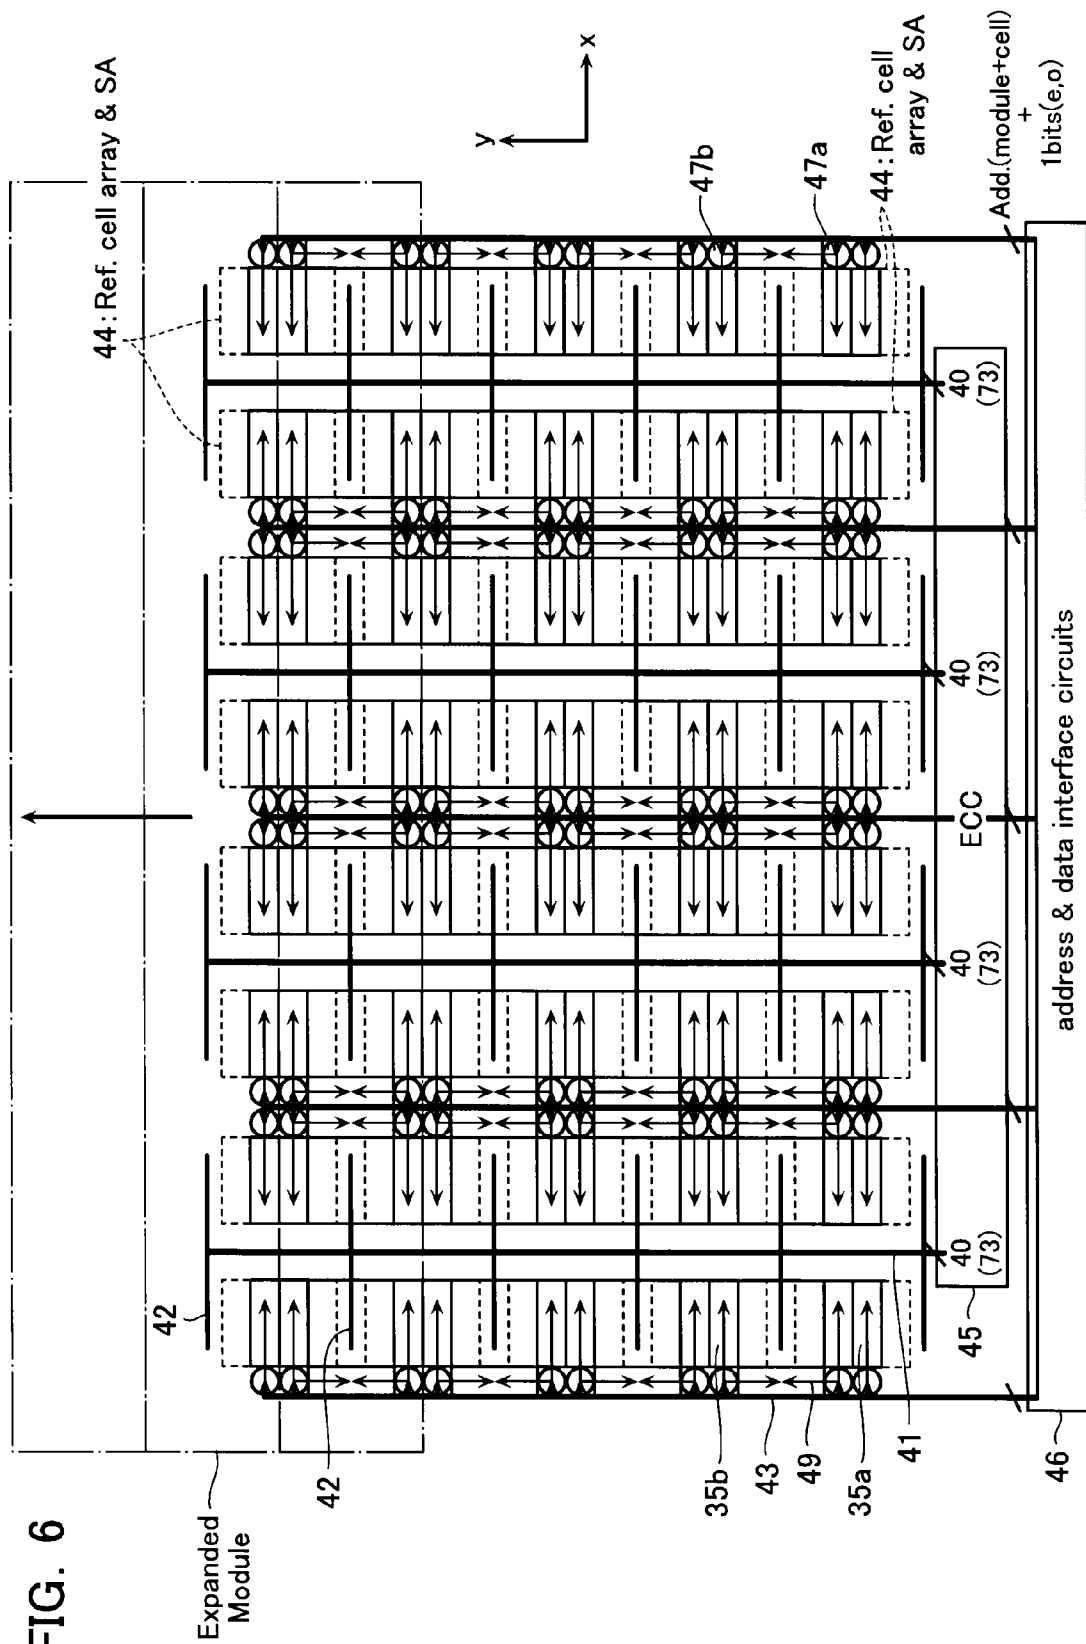 FIG. 6
Expanded
Module
44:Ref. cell array & SA
y
x
42
42
47b
47a
44:Ref. cell
array & SA
35b
43
49
35a
41
45
46
40
(73)
40
(73)
ECC
40
(73)
40
(73)
Add.(module+cell)
+
1bits(e,o)
address & data interface circuits